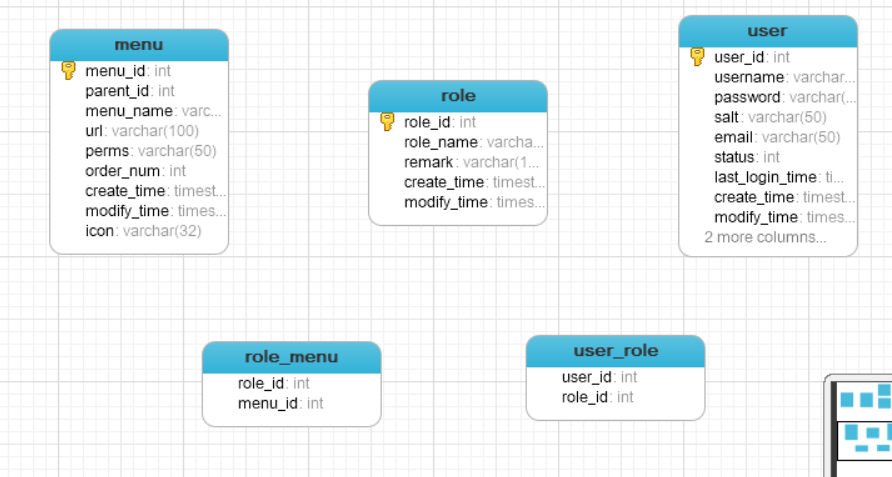 menu
menu_id: int
parent_id: int
menu_name: varc...
url: varchar(100)
perms: varchar(50)
order_num: int
create_time: timest...
modify_time: times...
icon: varchar(32)
role
role_id: int
role_name: varcha...
remark: varchar(1...
create_time: timest...
modify_time: times...
user
user_id: int
username: varchar...
password: varchar(...
salt: varchar(50)
email: varchar(50)
status: int
last_login_time: ti...
create_time: timest...
modify_time: times...
2 more columns...
role_menu
role_id: int
menu_id: int
user_role
user_id: int
role_id: int